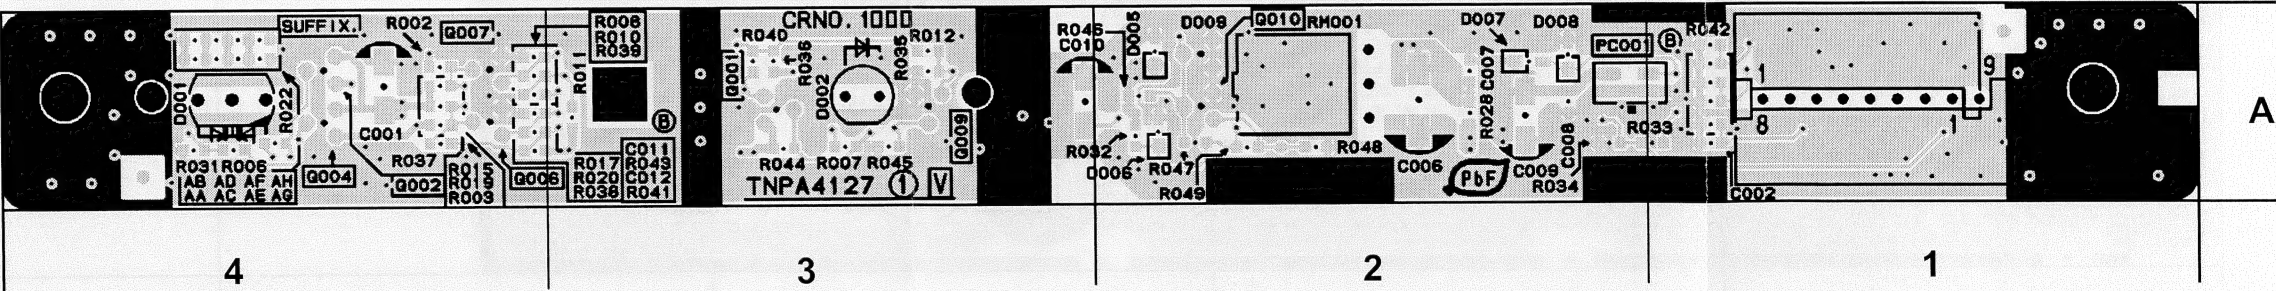 SUFFIX.
R002
Q007
R008
R010
R039
CRNO. 1000
R040
R036
R035
R012
R046
C010
D005
D009
Q010
RM001
D007
D008
PC001
B
R042
D001
R022
R011
Q001
D002
C007
R028
1
9
A
C001
B
Q009
R032
R033
8
1
R031 R006
R037
Q004
Q002
R015
R019
R003
Q006
R017
R020
R038
C011
R043
C012
R041
R044
R007
R045
D006
R047
R049
R048
C006
C009
C008
R034
C002
AB AD AF AH
AA AC AE AG
TNPA4127 1 V
PbF
4
3
2
1